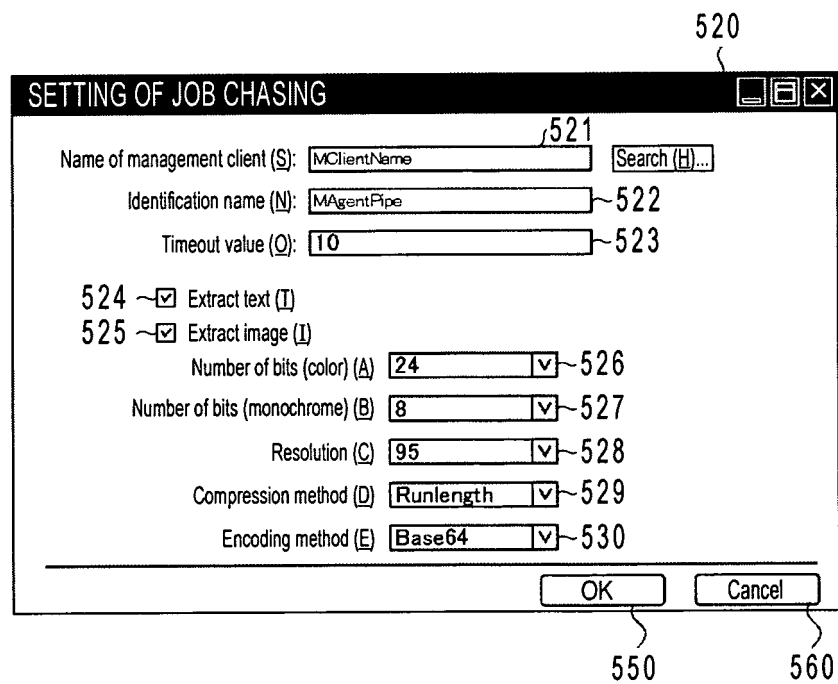 520
SETTING OF JOB CHASING
521
Name of management client (S): MClientName Search (H)...
Identification name (N): MAgentPipe 522
Timeout value (O): 10 523
524 Extract text (T)
525 Extract image (I)
Number of bits (color) (A) 24 526
Number of bits (monochrome) (B) 8 527
Resolution (C) 95 528
Compression method (D) Runlength 529
Encoding method (E) Base64 530
OK Cancel
550 560